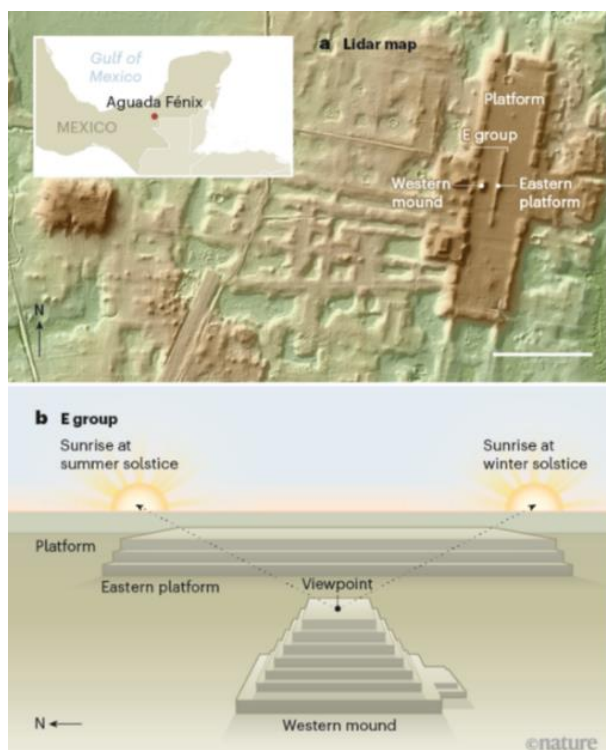 a Lidar map
Gulf of
Mexico
Aguada Fénix
MEXICO
Platform
E group
Western
mound
Eastern
platform
N
b E group
Sunrise at
summer solstice
Sunrise at
winter solstice
Platform
Eastern platform
Viewpoint
N
Western mound
©nature